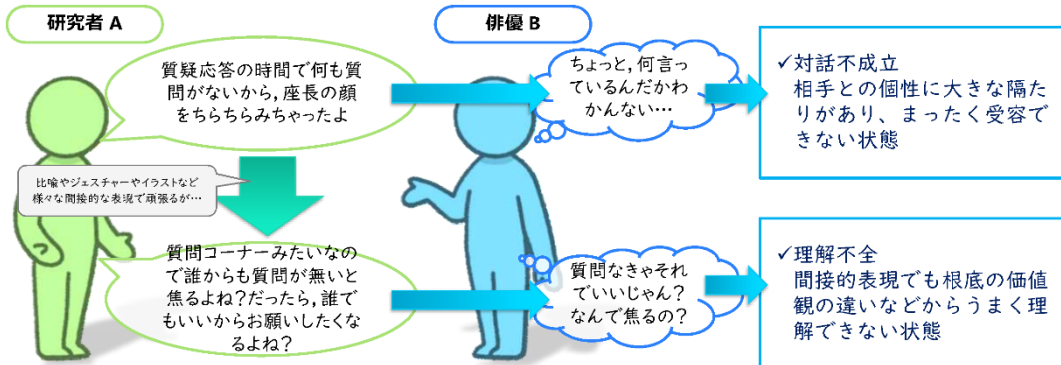 研究者 A
俳優 B
質疑応答の時間で何も質
問がないから,座長の顔
をちらちらみちゃったよ
ちょっと,何言っ
ているんだかわ
かんない…
✓対話不成立
相手との個性に大きな隔た
りがあり、まったく受容で
きない状態
比喩やジェスチャーやイラストなど
様々な間接的な表現で頑張るが…
質問コーナーみたいなの
で誰からも質問が無いと
焦るよね?だったら,誰で
もいいからお願いしたくな
るよね?
質問なきゃそれ
でいいじゃん?
なんで焦るの?
✓理解不全
間接的表現でも根底の価値
観の違いなどからうまく理
解できない状態